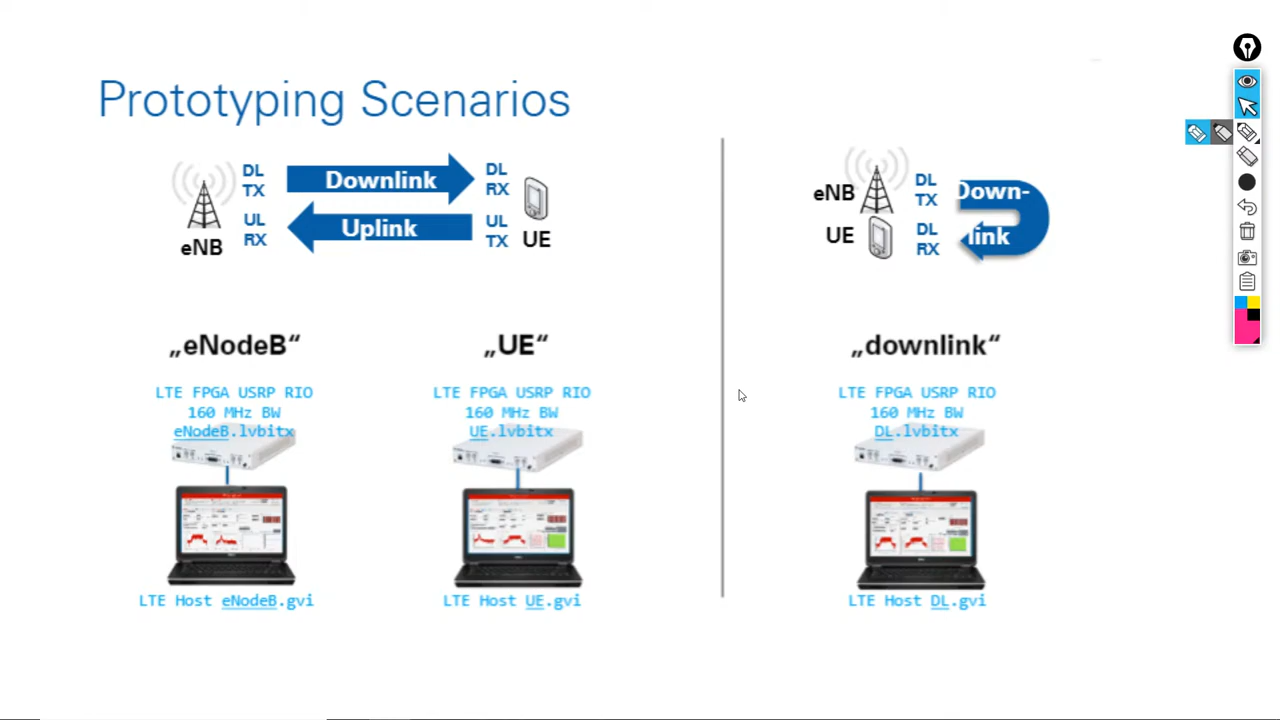 Prototyping Scenarios
DL
TX
Downlink
DL
RX
UL
RX
Uplink
UL
TX
eNB
UE
eNB
DL
TX
Down-
UE
DL
RX
link
„eNodeB“
„UE“
„downlink“
LTE FPGA USRP RIO
160 MHz BW
eNodeB.lvbitx
LTE FPGA USRP RIO
160 MHz BW
UE.lvbitx
LTE FPGA USRP RIO
160 MHz BW
DL.lvbitx
LTE Host eNodeB.gvi
LTE Host UE.gvi
LTE Host DL.gvi